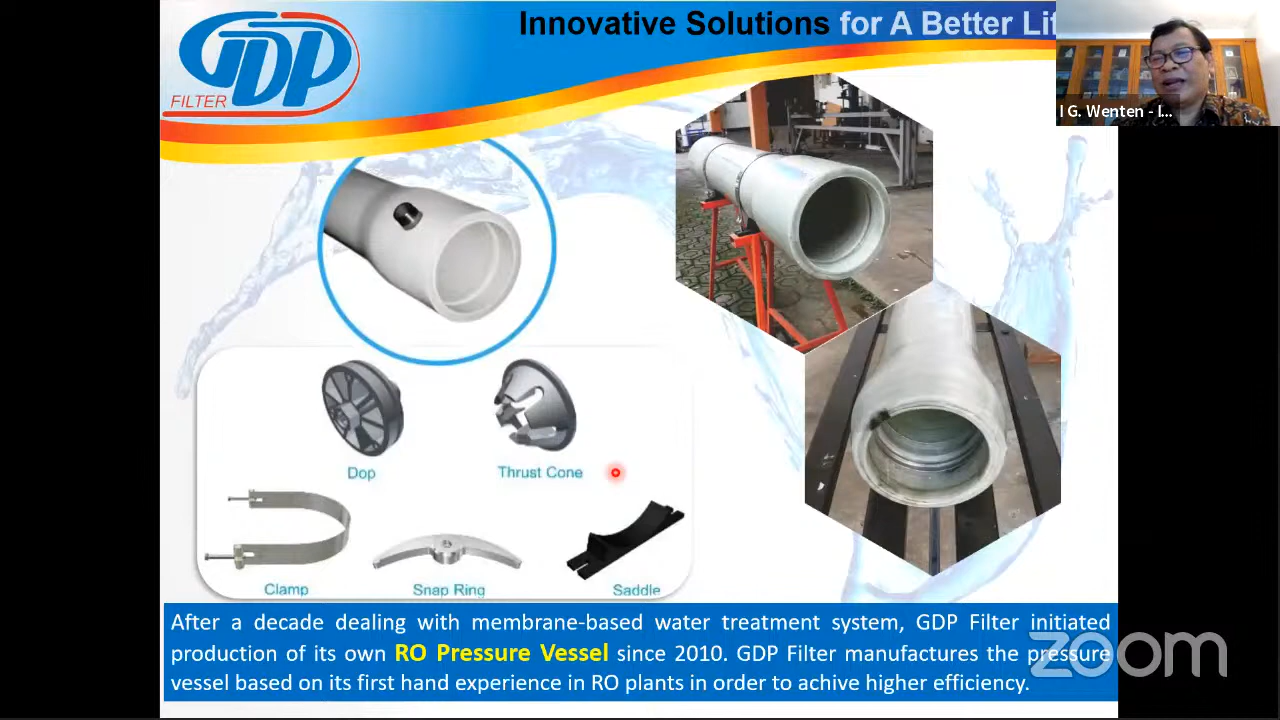 Innovative Solutions for A Better Li
GDP
FILTER
I G. Wenten - I...
Dop
Thrust Cone
Clamp
Snap Ring
Saddle
After a decade dealing with membrane-based water treatment system, GDP Filter initiated
production of its own RO Pressure Vessel since 2010. GDP Filter manufactures the pressure
vessel based on its first hand experience in RO plants in order to achive higher efficiency.
zoom